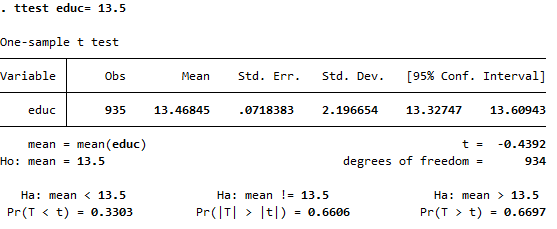 . ttest educ= 13.5
One-sample t test
Variable | Obs Mean Std. Err. Std. Dev. [95% Conf. Interval]
educ | 935 13.46845 .0718383 2.196654 13.32747 13.60943
mean = mean(educ) t = -0.4392
Ho: mean = 13.5 degrees of freedom = 934
Ha: mean < 13.5 Ha: mean != 13.5 Ha: mean > 13.5
Pr(T < t) = 0.3303 Pr(|T| > |t|) = 0.6606 Pr(T > t) = 0.6697